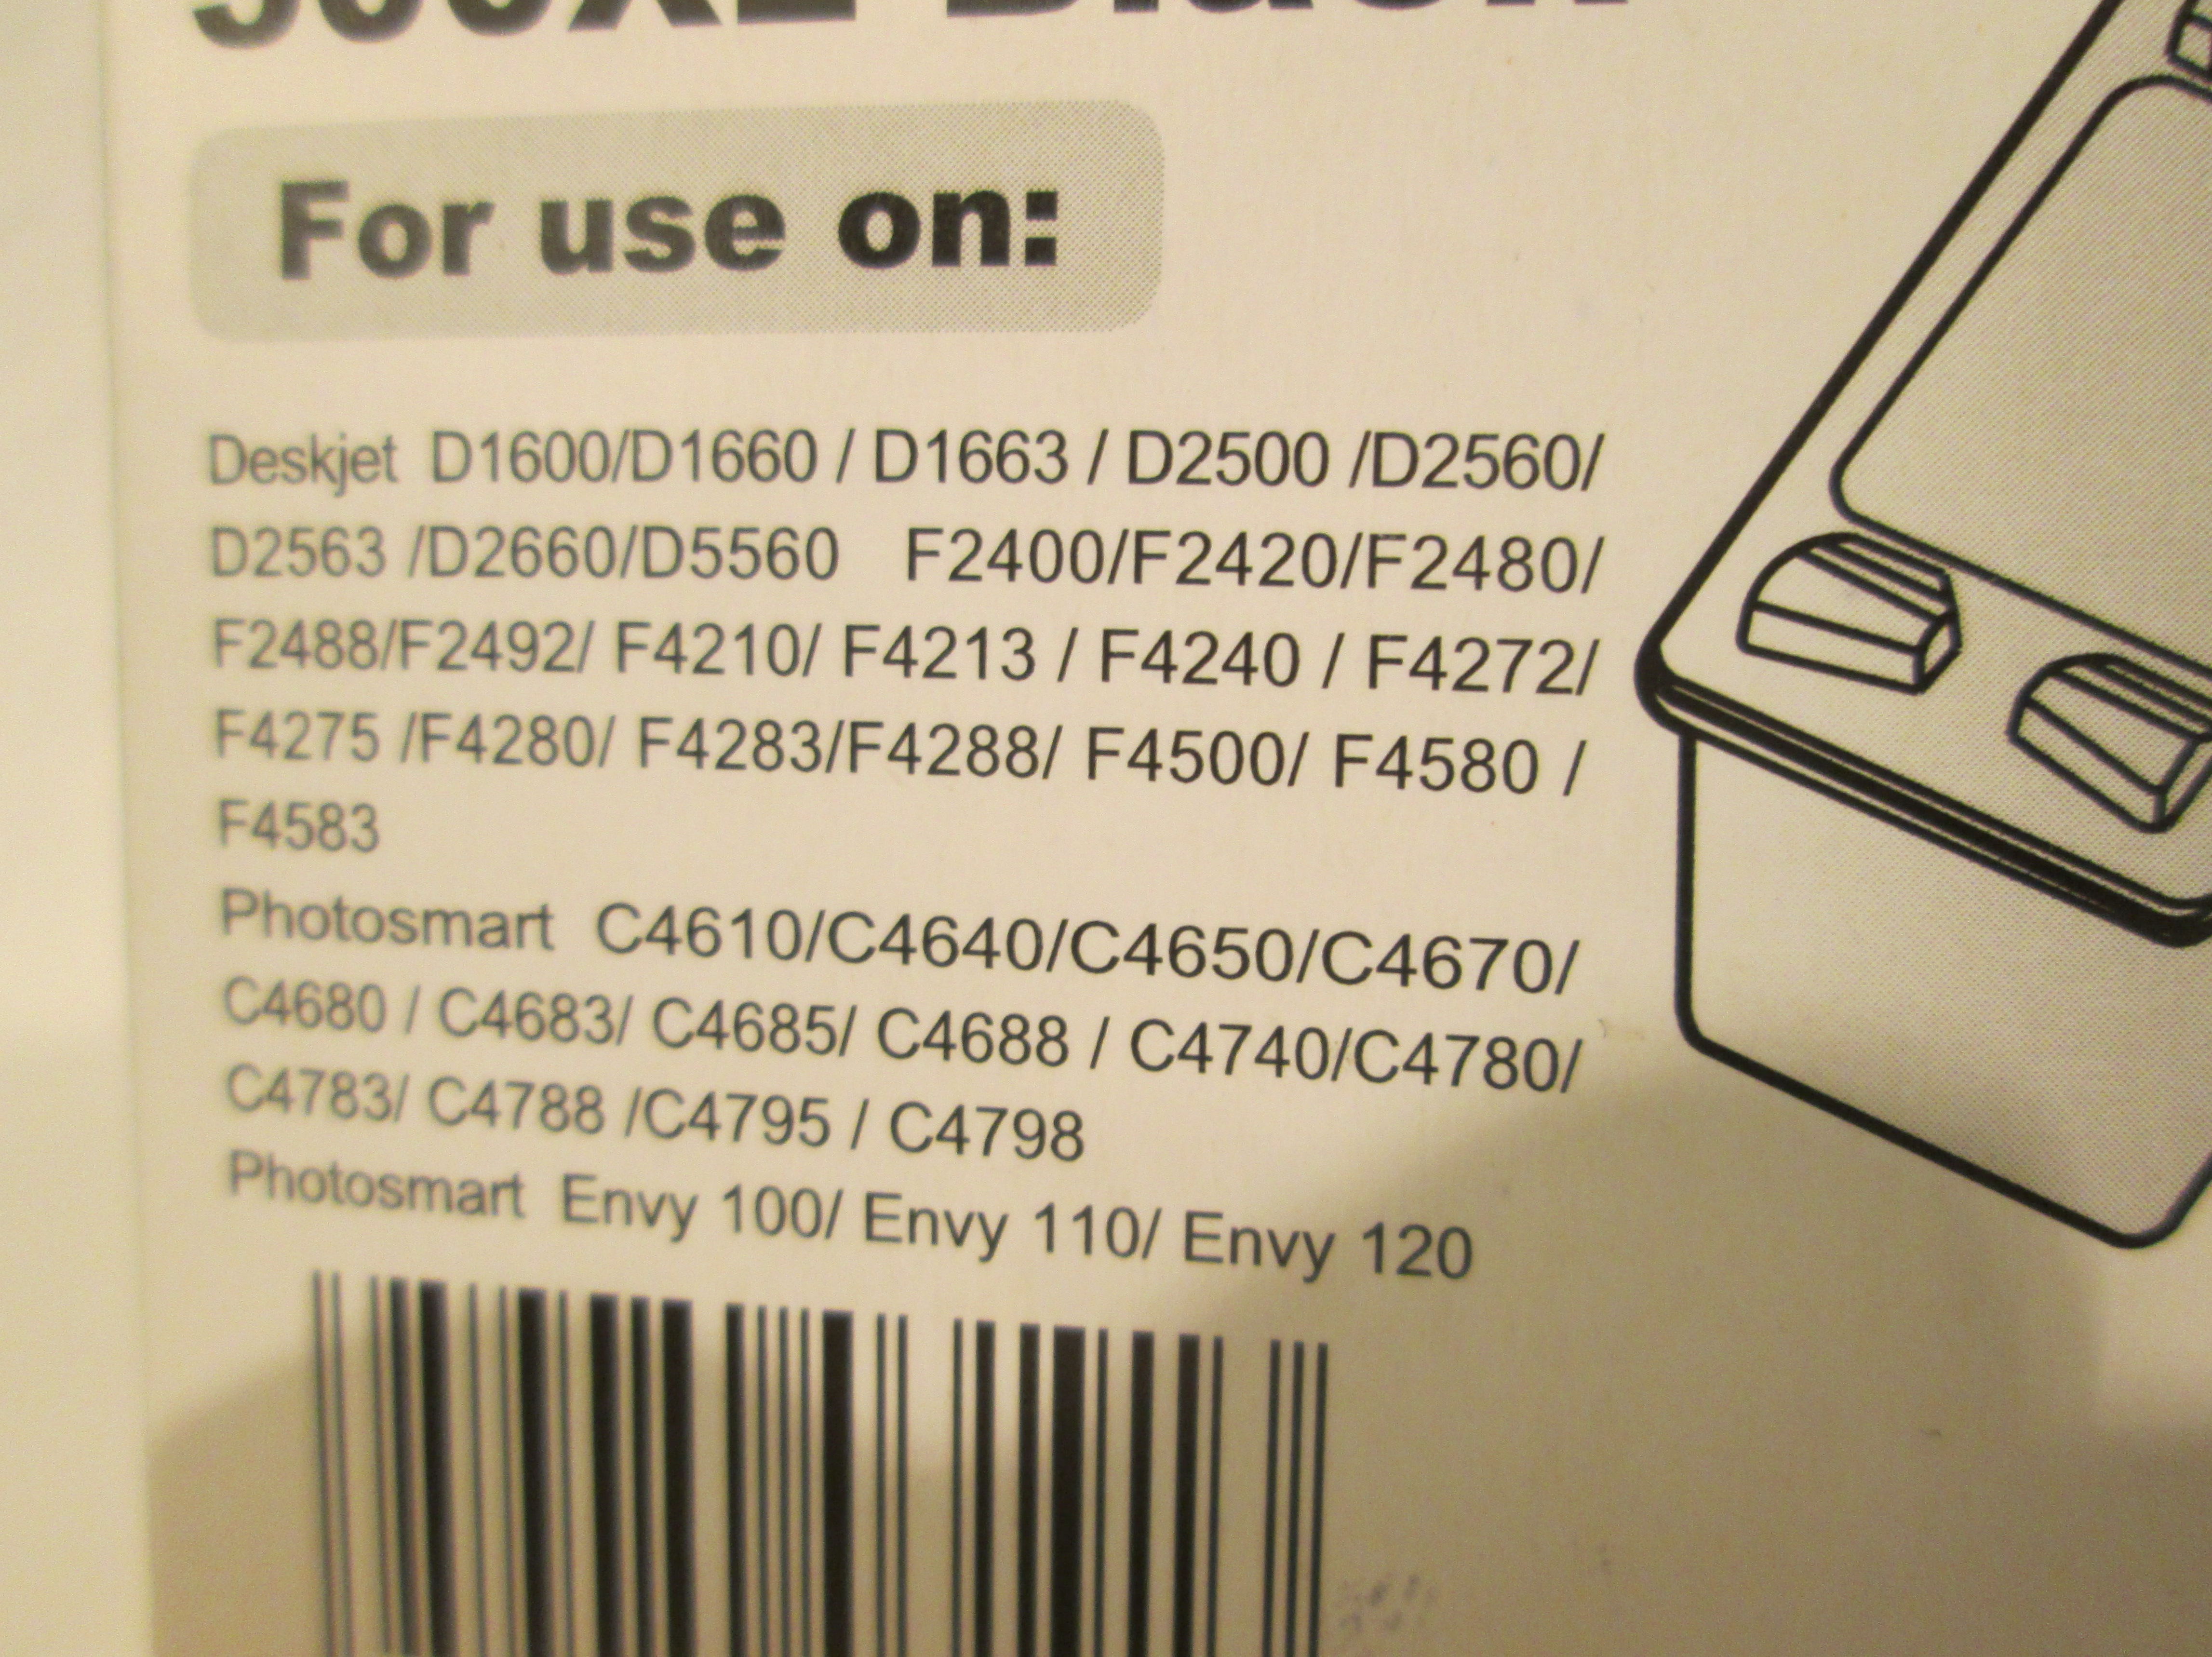 300XL Black
For use on:
Deskjet D1600/D1660 / D1663 / D2500 /D2560/
D2563 /D2660/D5560 F2400/F2420/F2480/
F2488/F2492/ F4210/ F4213 / F4240 / F4272/
F4275 /F4280/ F4283/F4288/ F4500/ F4580 /
F4583
Photosmart C4610/C4640/C4650/C4670/
C4680 / C4683/ C4685/ C4688 / C4740/C4780/
C4783/ C4788 /C4795 / C4798
Photosmart Envy 100/ Envy 110/ Envy 120